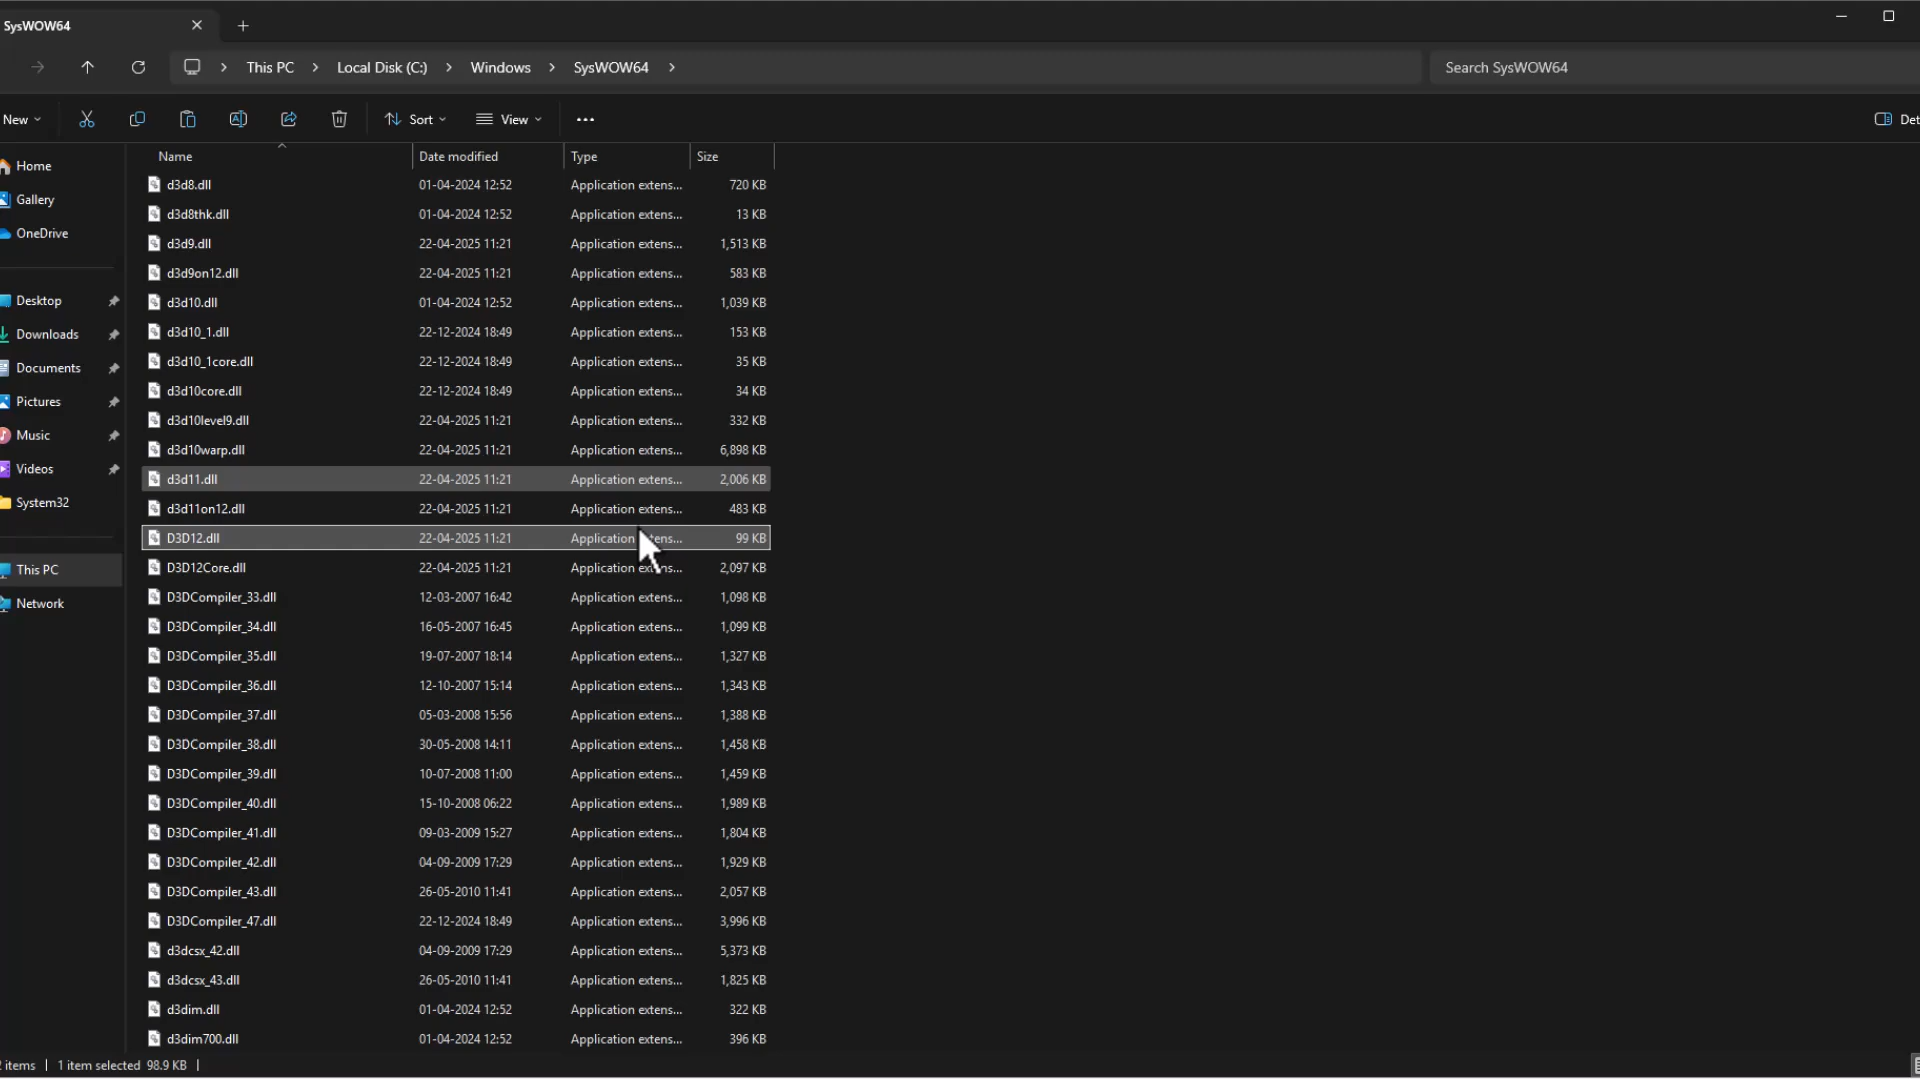 SysWOW64
This PC Local Disk (C:) Windows SysWOW64 Search SysWOW64
New Sort View Det
Home
Gallery
OneDrive
Desktop
Downloads
Documents
Pictures
Music
Videos
System32
This PC
Network
Name Date modified Type Size
d3d8.dll 01-04-2024 12:52 Application extens... 720 KB
d3d8thk.dll 01-04-2024 12:52 Application extens... 13 KB
d3d9.dll 22-04-2025 11:21 Application extens... 1,513 KB
d3d9on12.dll 22-04-2025 11:21 Application extens... 583 KB
d3d10.dll 01-04-2024 12:52 Application extens... 1,039 KB
d3d10_1.dll 22-12-2024 18:49 Application extens... 153 KB
d3d10_1core.dll 22-12-2024 18:49 Application extens... 35 KB
d3d10core.dll 22-12-2024 18:49 Application extens... 34 KB
d3d10level9.dll 22-04-2025 11:21 Application extens... 332 KB
d3d10warp.dll 22-04-2025 11:21 Application extens... 6,898 KB
d3d11.dll 22-04-2025 11:21 Application extens... 2,006 KB
d3d11on12.dll 22-04-2025 11:21 Application extens... 483 KB
D3D12.dll 22-04-2025 11:21 Application ens... 99 KB
D3D12Core.dll 22-04-2025 11:21 Application extens... 2,097 KB
D3DCompiler_33.dll 12-03-2007 16:42 Application extens... 1,098 KB
D3DCompiler_34.dll 16-05-2007 16:45 Application extens... 1,099 KB
D3DCompiler_35.dll 19-07-2007 18:14 Application extens... 1,327 KB
D3DCompiler_36.dll 12-10-2007 15:14 Application extens... 1,343 KB
D3DCompiler_37.dll 05-03-2008 15:56 Application extens... 1,388 KB
D3DCompiler_38.dll 30-05-2008 14:11 Application extens... 1,458 KB
D3DCompiler_39.dll 10-07-2008 11:00 Application extens... 1,459 KB
D3DCompiler_40.dll 15-10-2008 06:22 Application extens... 1,989 KB
D3DCompiler_41.dll 09-03-2009 15:27 Application extens... 1,804 KB
D3DCompiler_42.dll 04-09-2009 17:29 Application extens... 1,929 KB
D3DCompiler_43.dll 26-05-2010 11:41 Application extens... 2,057 KB
D3DCompiler_47.dll 22-12-2024 18:49 Application extens... 3,996 KB
d3dcsx_42.dll 04-09-2009 17:29 Application extens... 5,373 KB
d3dcsx_43.dll 26-05-2010 11:41 Application extens... 1,825 KB
d3dim.dll 01-04-2024 12:52 Application extens... 322 KB
d3dim700.dll 01-04-2024 12:52 Application extens... 396 KB
items 1 item selected 98.9 KB